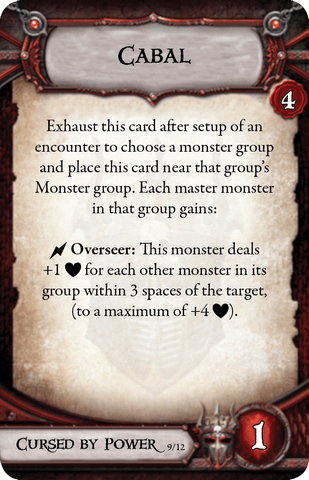 Cabal
4
Exhaust this card after setup of an
encounter to choose a monster group
and place this card near that group's
Monster group. Each master monster
in that group gains:
Overseer: This monster deals
+1 for each other monster in its
group within 3 spaces of the target,
(to a maximum of +4 ).
Cursed by Power 9/12
1